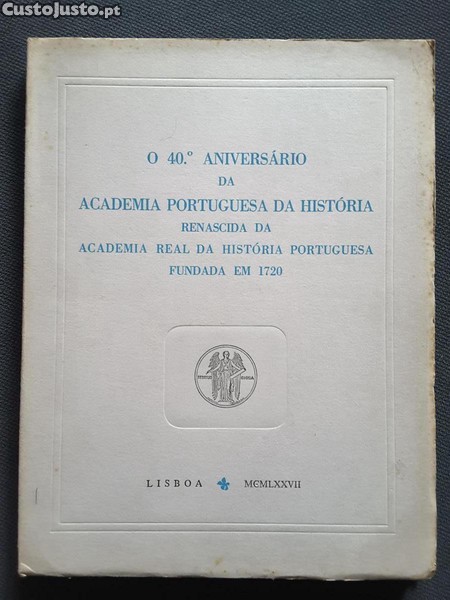 CustoJusto.pt
O 40.º ANIVERSÁRIO
DA
ACADEMIA PORTUGUESA DA HISTÓRIA
RENASCIDA DA
ACADEMIA REAL DA HISTÓRIA PORTUGUESA
FUNDADA EM 1720
LISBOA MCMLXXVII